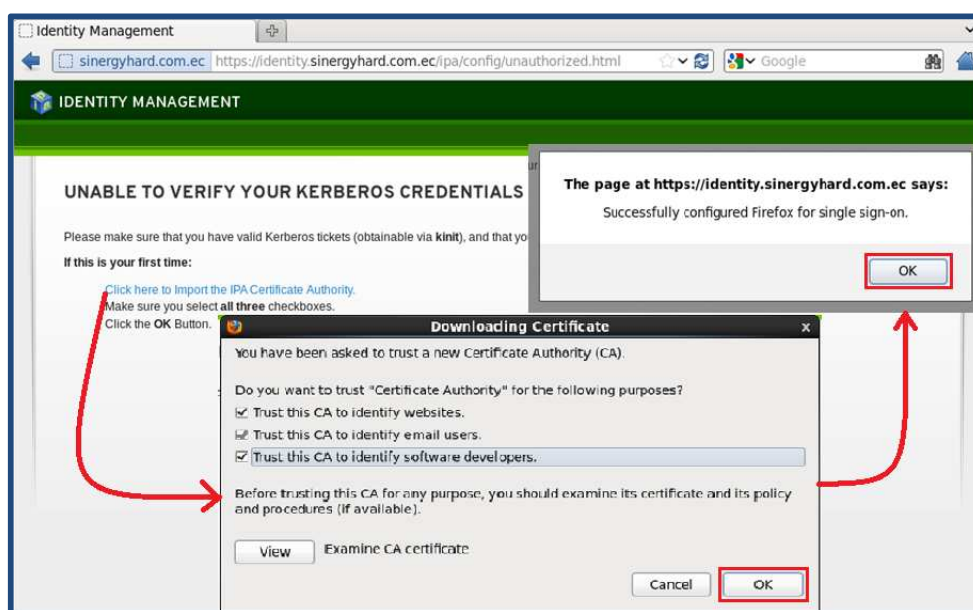 Identity Management
sinergyhard.com.ec https://identity.sinergyhard.com.ec/ipa/config/unauthorized.html Google
IDENTITY MANAGEMENT
UNABLE TO VERIFY YOUR KERBEROS CREDENTIALS
Please make sure that you have valid Kerberos tickets (obtainable via kinit), and that
If this is your first time:
Click here to Import the IPA Certificate Authority.
Make sure you select all three checkboxes.
Click the OK Button.
The page at https://identity.sinergyhard.com.ec says:
Successfully configured Firefox for single sign-on.
OK
Downloading Certificate
You have been asked to trust a new Certificate Authority (CA).
Do you want to trust "Certificate Authority" for the following purposes?
Trust this CA to identify websites.
Trust this CA to identify email users.
Trust this CA to identify software developers.
Before trusting this CA for any purpose, you should examine its certificate and its policy
and procedures (if available).
View Examine CA certificate
Cancel OK